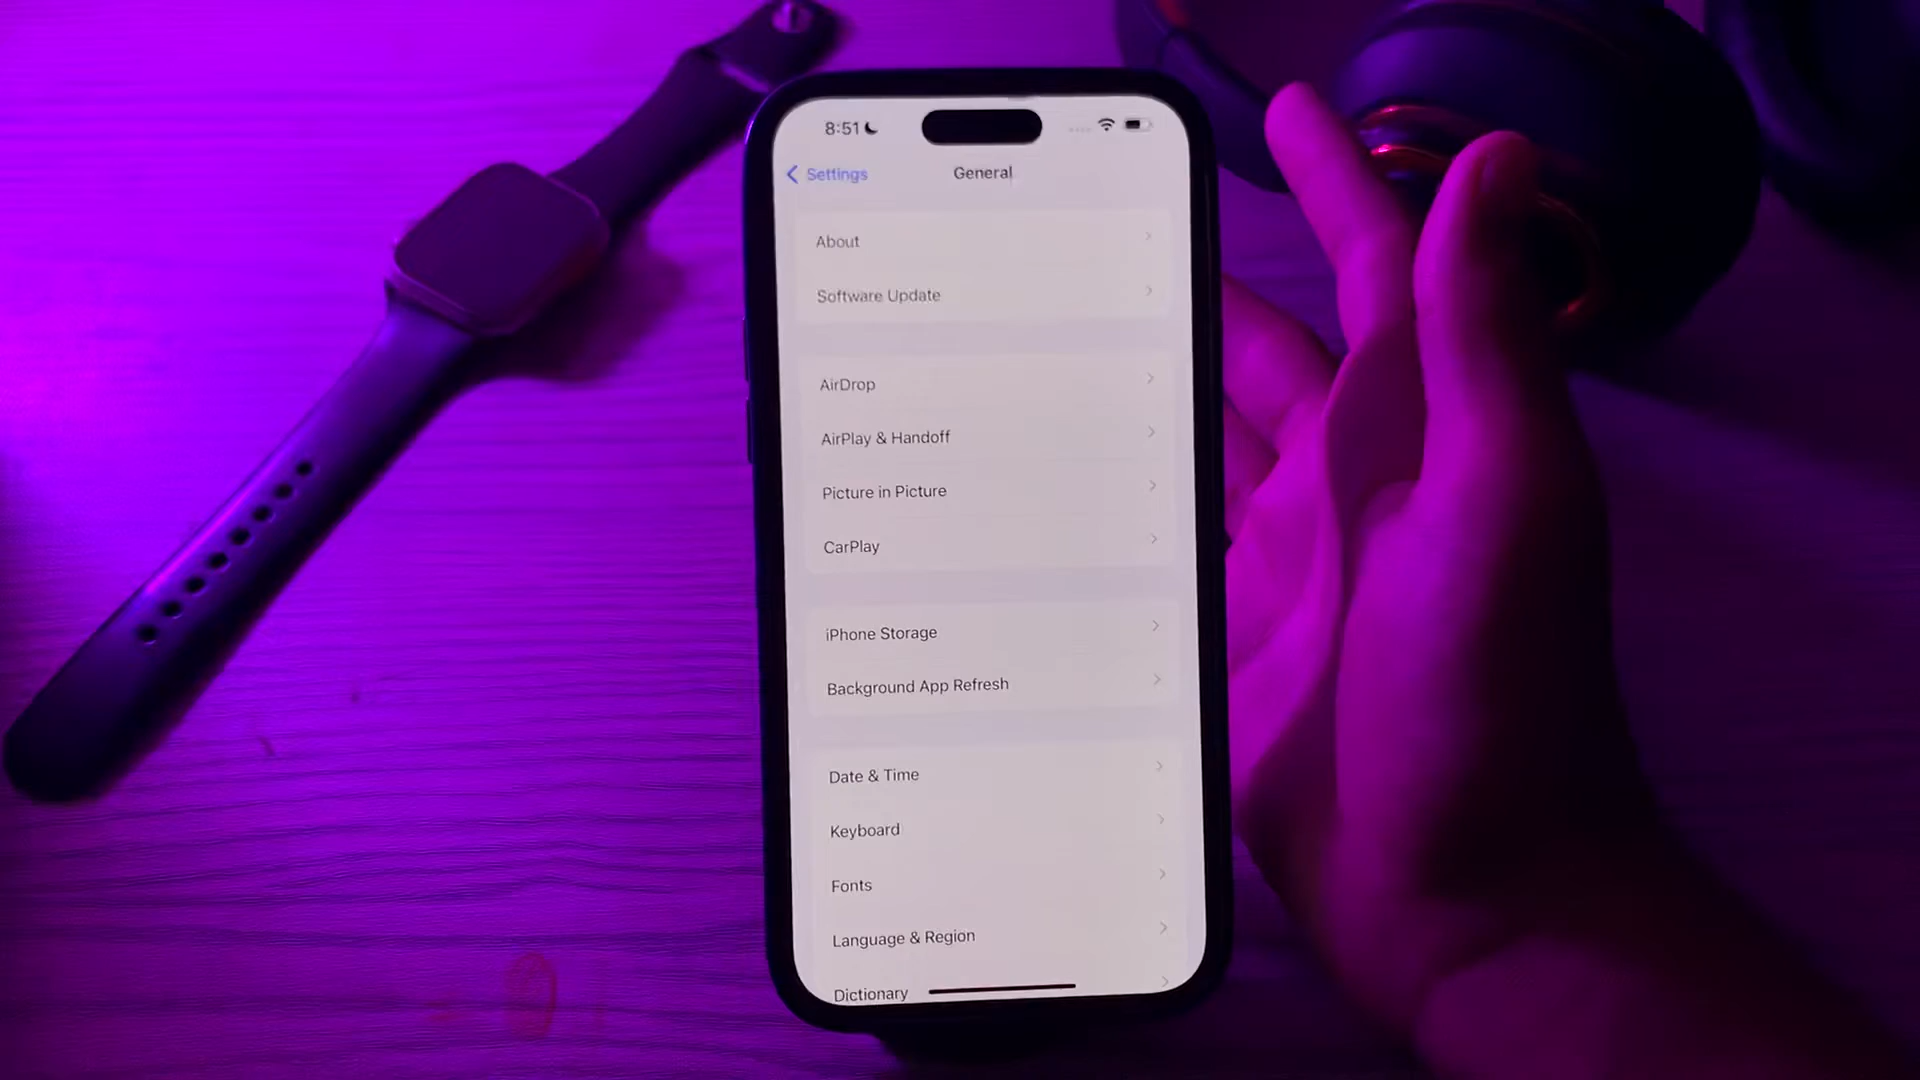 8:51
Settings
General
About
Software Update
AirDrop
AirPlay & Handoff
Picture in Picture
CarPlay
iPhone Storage
Background App Refresh
Date & Time
Keyboard
Fonts
Language & Region
Dictionary